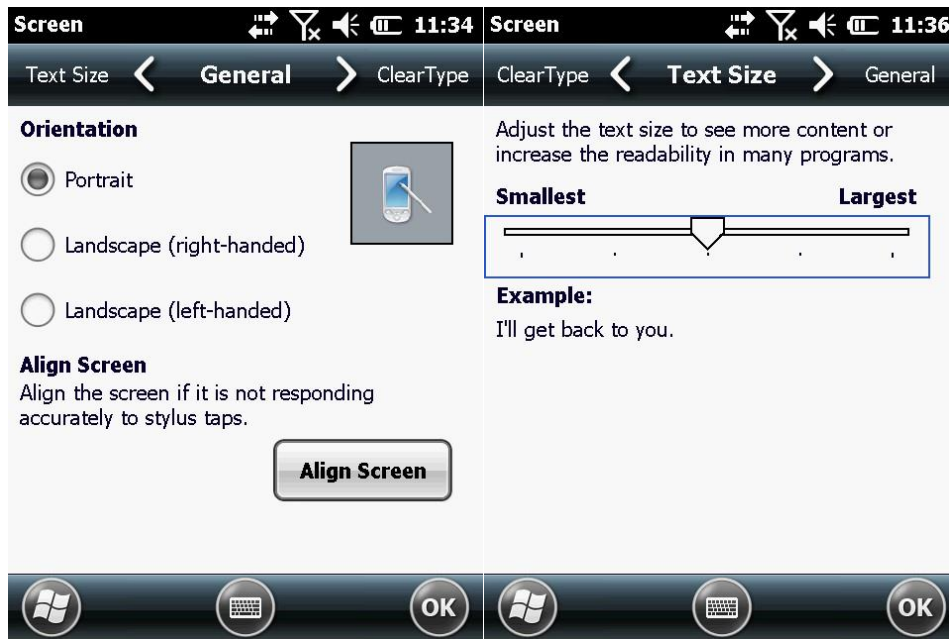 Screen 11:34
Text Size General ClearType
Orientation
Portrait
Landscape (right-handed)
Landscape (left-handed)
Align Screen
Align the screen if it is not responding
accurately to stylus taps.
Align Screen
OK
Screen 11:36
ClearType Text Size General
Adjust the text size to see more content or
increase the readability in many programs.
Smallest Largest
Example:
I'll get back to you.
OK